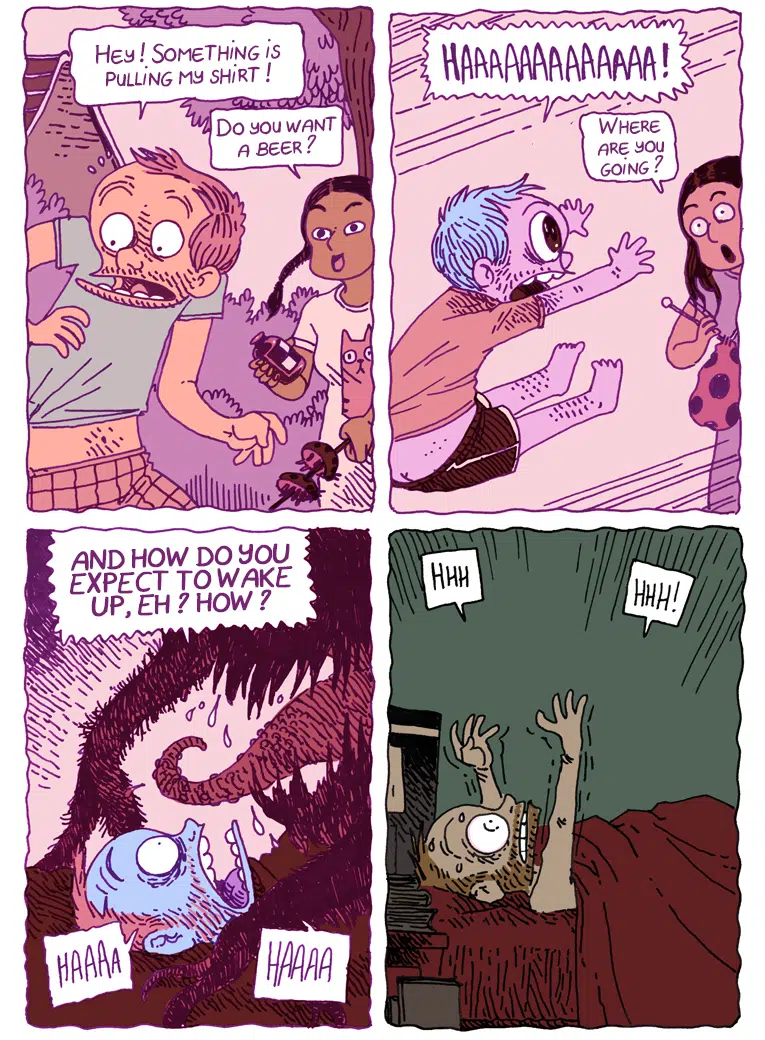 HEY! SOMETHING IS
PULLING MY SHIRT!
DO YOU WANT
A BEER?
HAAAAAAAAAAAAA!
WHERE
ARE YOU
GOING?
AND HOW DO YOU
EXPECT TO WAKE
UP, EH? HOW?
HAAAA
HAAAA
HHH
HHH!